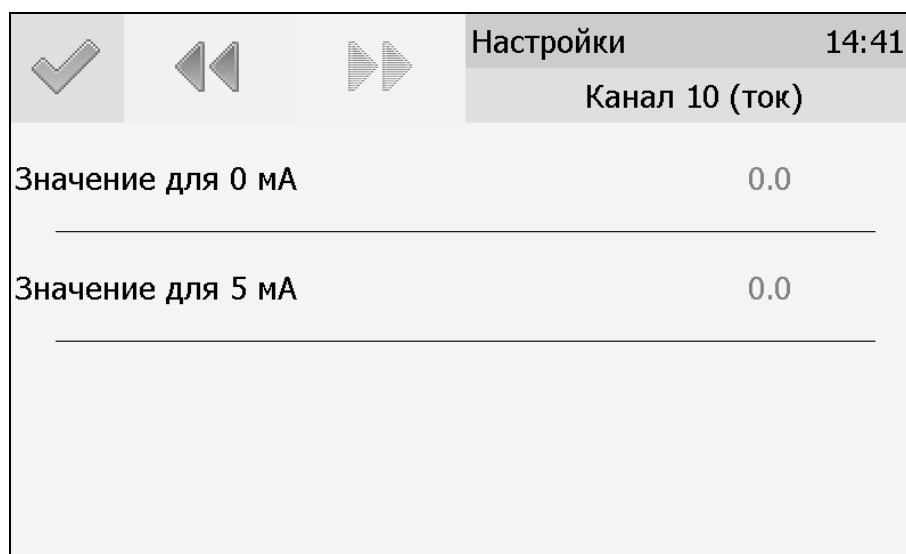 Настройки 14:41
Канал 10 (ток)
Значение для 0 мА 0.0
Значение для 5 мА 0.0